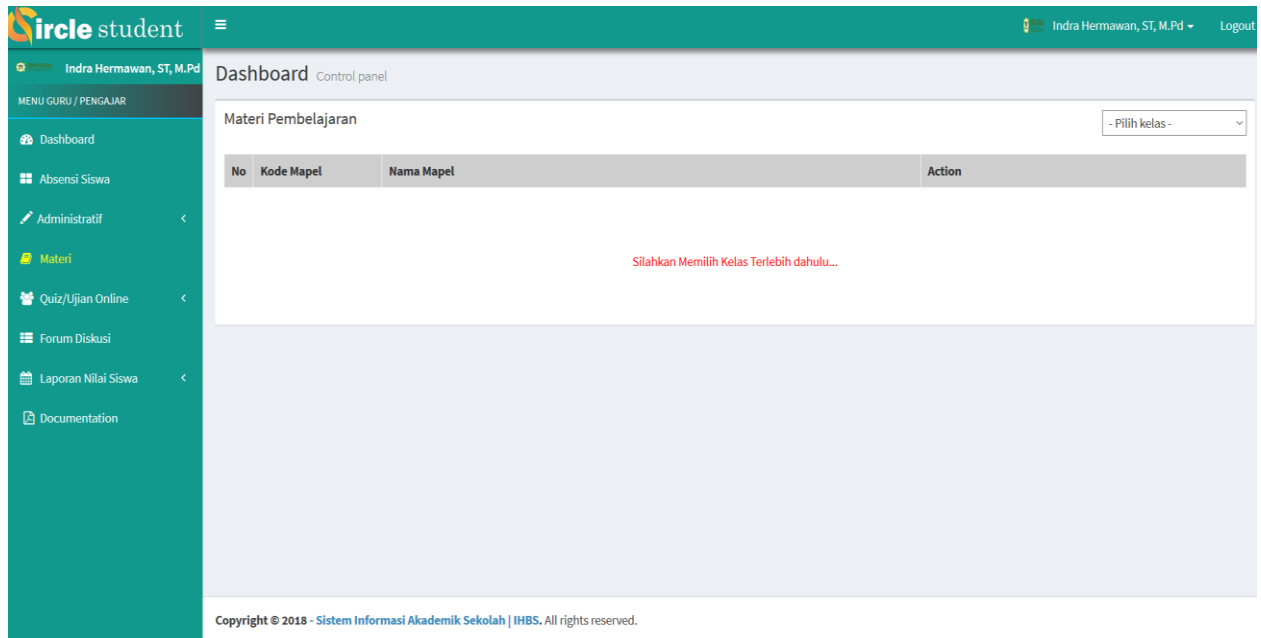 Sircle student
Indra Hermawan, ST, M.Pd
Logout
Indra Hermawan, ST, M.Pd
MENU GURU / PENGAJAR
Dashboard
Absensi Siswa
Administratif
Materi
Quiz/Ujian Online
Forum Diskusi
Laporan Nilai Siswa
Documentation
Dashboard Control panel
Materi Pembelajaran
- Pilih kelas -
No Kode Mapel Nama Mapel Action
Silahkan Memilih Kelas Terlebih dahulu...
Copyright © 2018 - Sistem Informasi Akademik Sekolah | IHBS. All rights reserved.